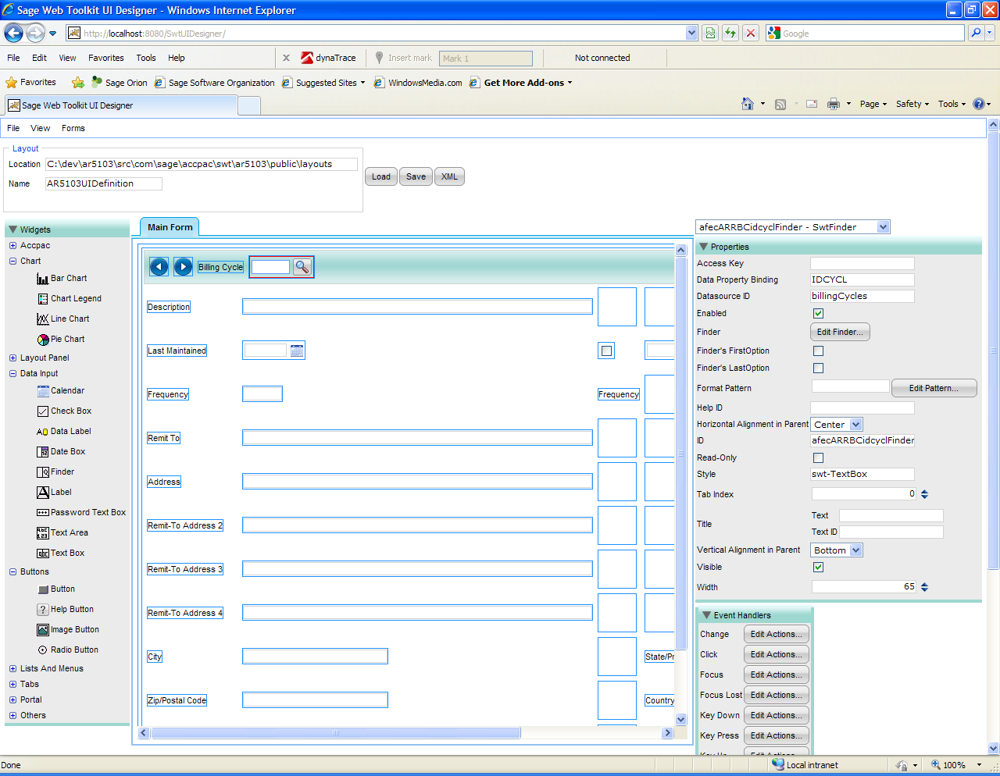 Sage Web Toolkit UI Designer - Windows Internet Explorer
http://localhost:8080/SwtUIDesigner/
Google
File Edit View Favorites Tools Help
dynaTrace
Insert mark
Mark 1
Not connected
Favorites
Sage Orion
Sage Software Organization
Suggested Sites
WindowsMedia.com
Get More Add-ons
Sage Web Toolkit UI Designer
Page
Safety
Tools
File View Forms
Layout
Location C:\dev\ar5103\src\com\sage\accpac\swt\ar5103\public\layouts
Name AR5103UIDefinition
Load Save XML
Widgets
Accpac
Chart
Bar Chart
Chart Legend
Line Chart
Pie Chart
Layout Panel
Data Input
Calendar
Check Box
Data Label
Date Box
Finder
Label
Password Text Box
Text Area
Text Box
Buttons
Button
Help Button
Image Button
Radio Button
Lists And Menus
Tabs
Portal
Others
Main Form
Billing Cycle
Description
Last Maintained
Frequency
Frequency
Remit To
Address
Remit-To Address 2
Remit-To Address 3
Remit-To Address 4
City
State/Pr
Zip/Postal Code
Country
afecARRBCidcyclFinder - SwtFinder
Properties
Access Key
Data Property Binding IDCYCL
Datasource ID billingCycles
Enabled
Finder Edit Finder...
Finder's FirstOption
Finder's LastOption
Format Pattern Edit Pattern...
Help ID
Horizontal Alignment in Parent Center
ID afecARRBCidcyclFinder
Read-Only
Style swt-TextBox
Tab Index 0
Title
Text
Text ID
Vertical Alignment in Parent Bottom
Visible
Width 65
Event Handlers
Change Edit Actions...
Click Edit Actions...
Focus Edit Actions...
Focus Lost Edit Actions...
Key Down Edit Actions...
Key Press Edit Actions...
Key Up Edit Actions...
Done
Local intranet
100%